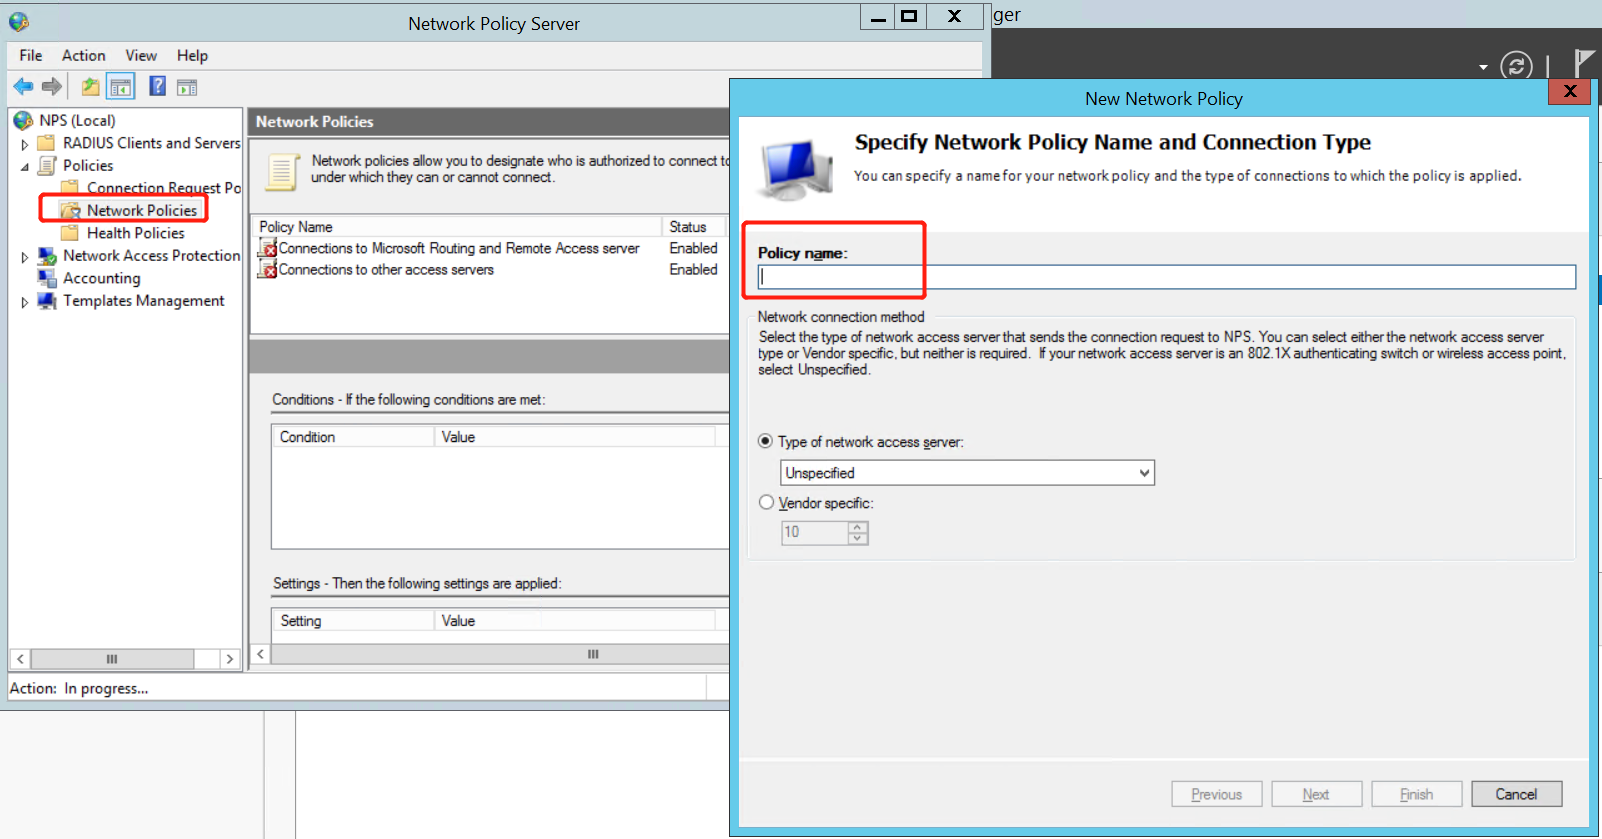 Network Policy Server
ger
File Action View Help
NPS (Local)
RADIUS Clients and Servers
Policies
Connection Request Po
Network Policies
Health Policies
Network Access Protection
Accounting
Templates Management
Network Policies
Network policies allow you to designate who is authorized to connect to
under which they can or cannot connect.
Policy Name Status
Connections to Microsoft Routing and Remote Access server Enabled
Connections to other access servers Enabled
Conditions - If the following conditions are met:
Condition Value
Settings - Then the following settings are applied:
Setting Value
Action: In progress...
New Network Policy
Specify Network Policy Name and Connection Type
You can specify a name for your network policy and the type of connections to which the policy is applied.
Policy name:
Network connection method
Select the type of network access server that sends the connection request to NPS. You can select either the network access server
type or Vendor specific, but neither is required. If your network access server is an 802.1X authenticating switch or wireless access point,
select Unspecified.
Type of network access server:
Unspecified
Vendor specific:
10
Previous Next Finish Cancel